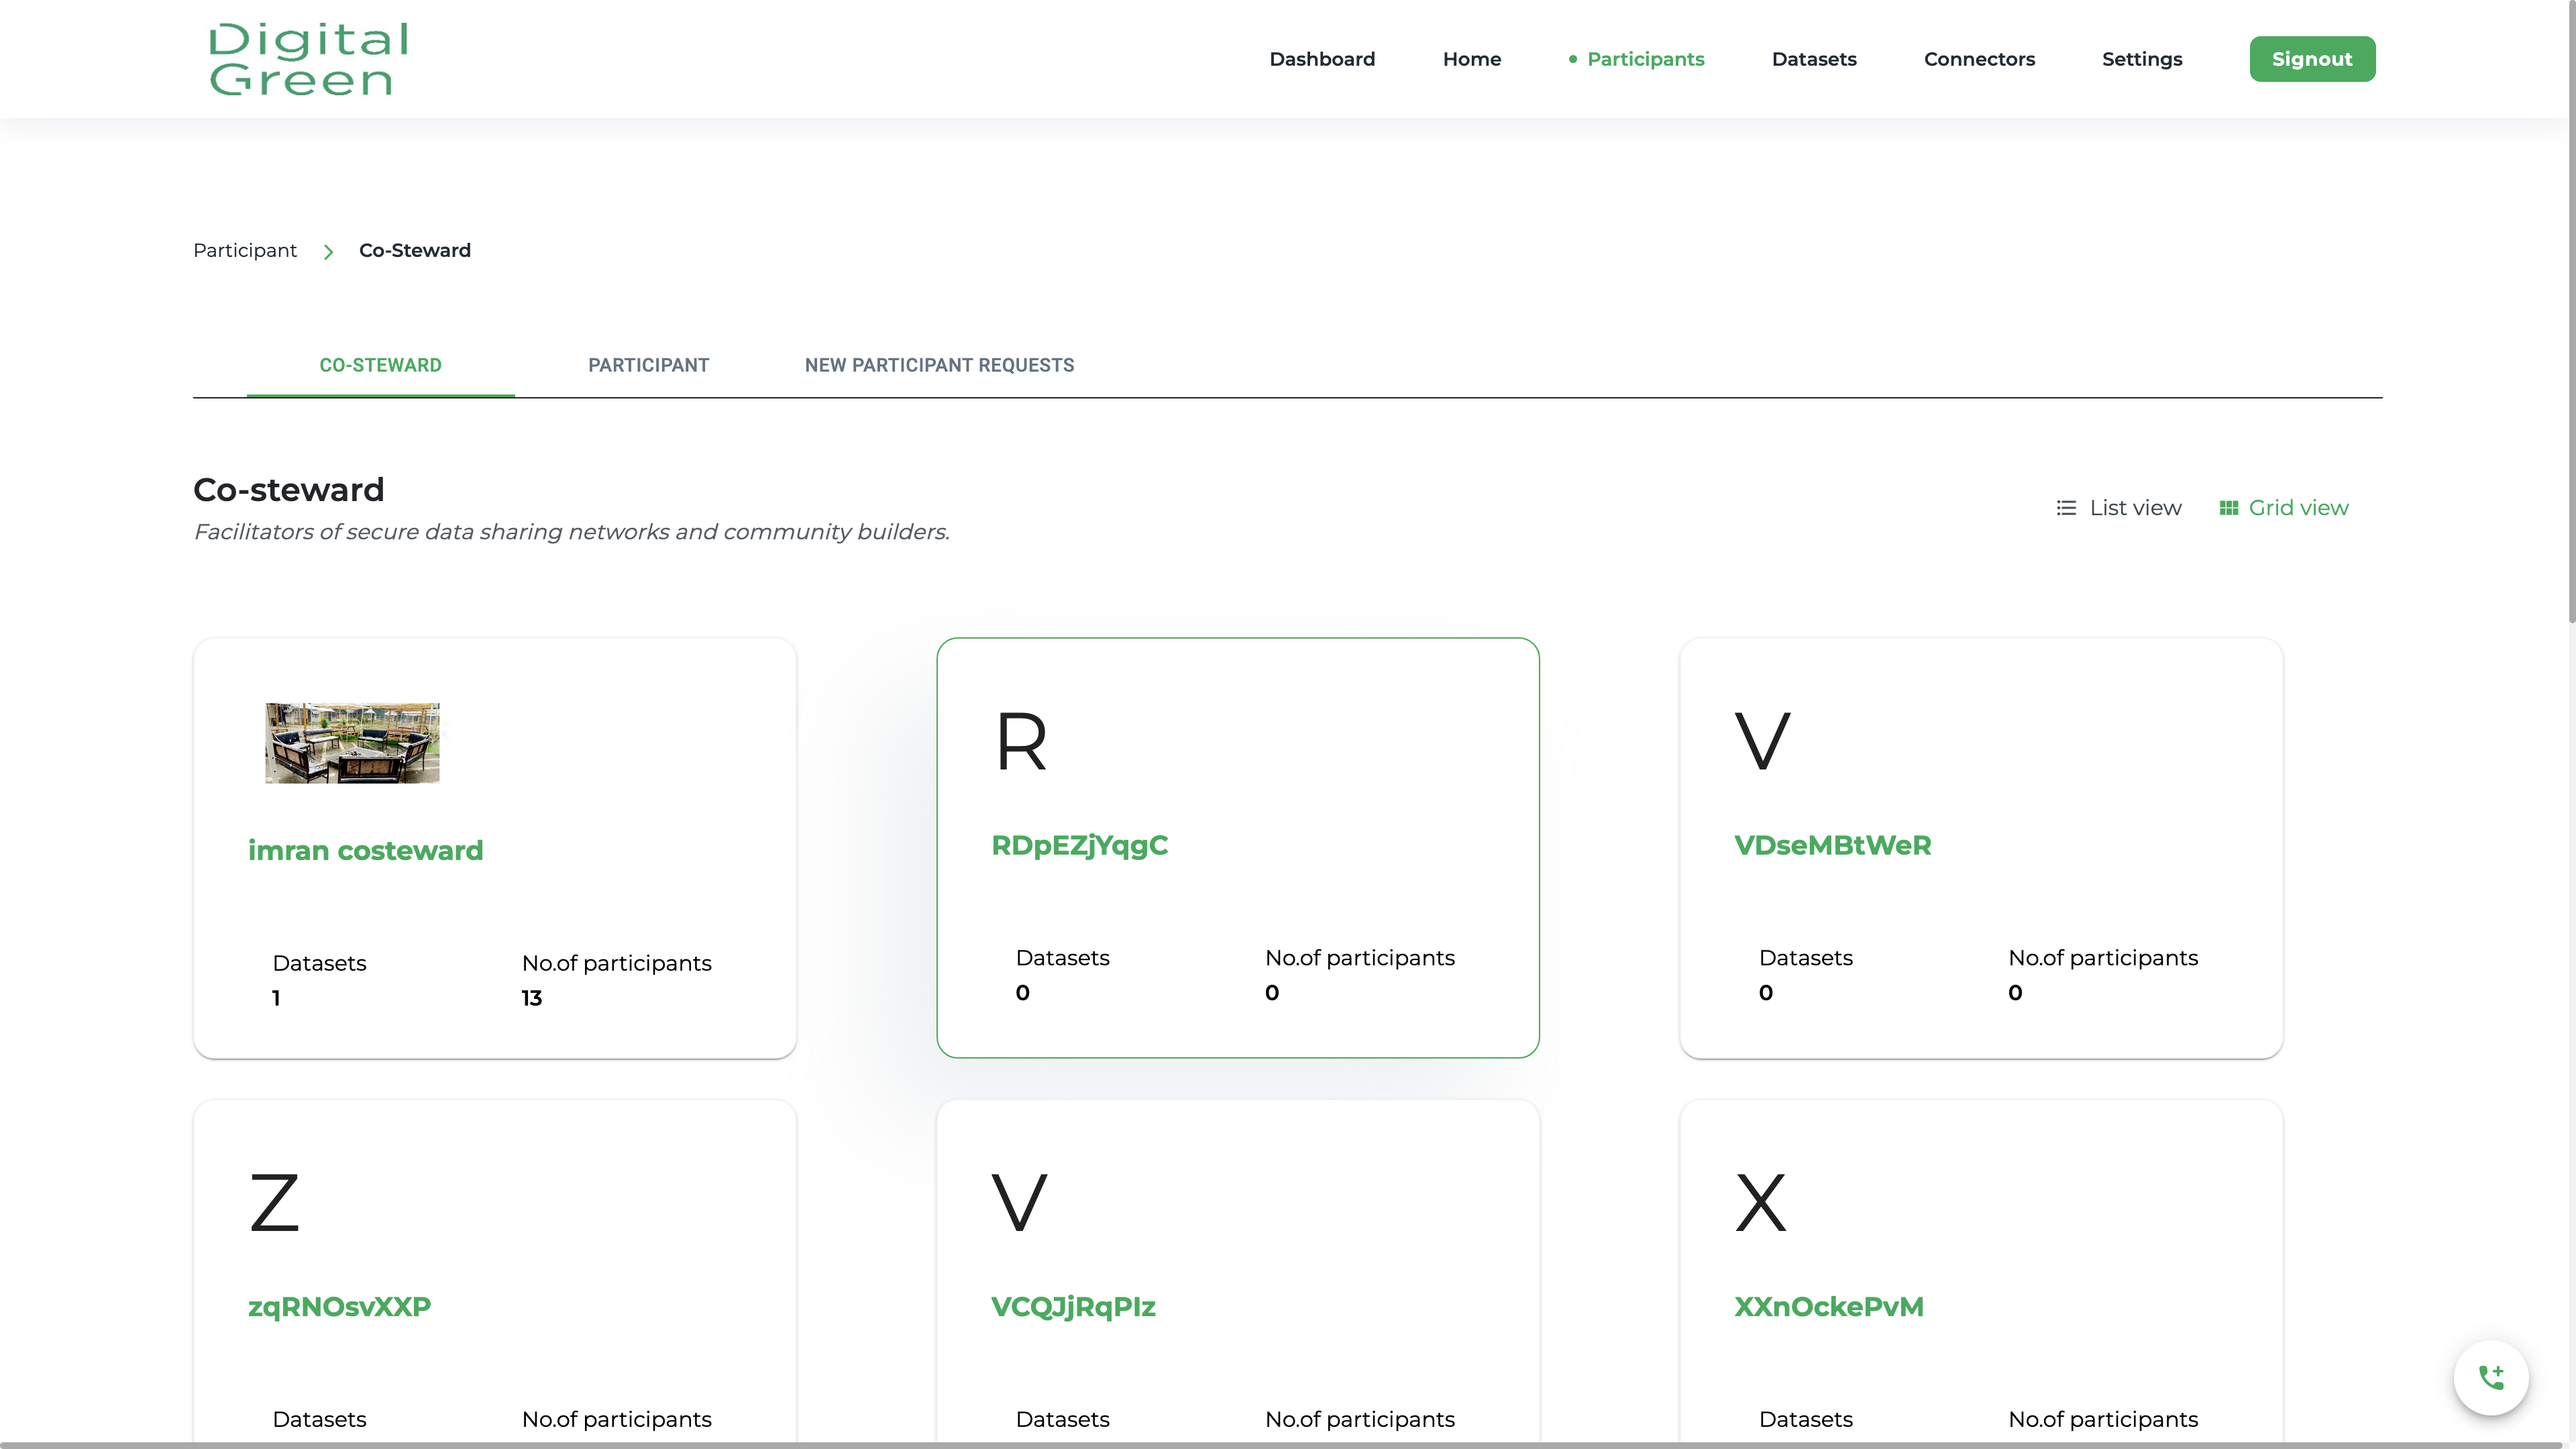 Digital
Green
Dashboard Home Participants Datasets Connectors Settings Signout
Participant Co-Steward
CO-STEWARD PARTICIPANT NEW PARTICIPANT REQUESTS
Co-steward
Facilitators of secure data sharing networks and community builders.
List view Grid view
imran costeward
Datasets No.of participants
1 13
R
RDpEZjYqgC
Datasets No.of participants
0 0
V
VDseMBtWeR
Datasets No.of participants
0 0
Z
zqRNOsvXXP
Datasets No.of participants
V
VCQJjRqPIz
Datasets No.of participants
X
XXnOckePvM
Datasets No.of participants